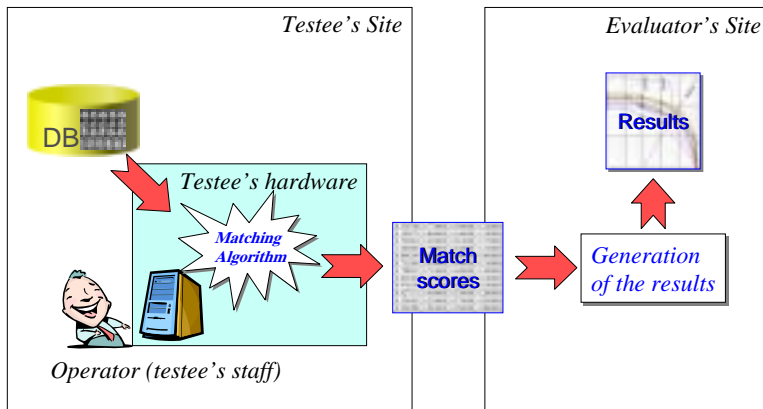 Testee's Site
Evaluator's Site
DB
Results
Testee's hardware
Matching
Algorithm
Match
scores
Generation
of the results
Operator (testee's staff)